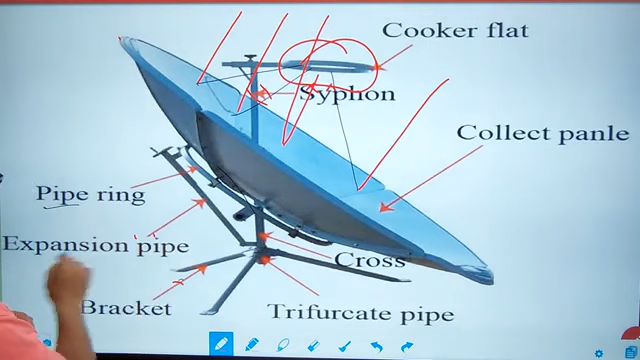 Cooker flat
Syphon
Collect panle
Pipe ring
Expansion pipe
Cross
Bracket
Trifurcate pipe